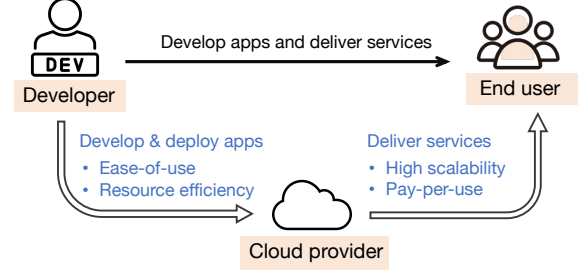 Develop apps and deliver services
DEV
Developer
End user
Develop & deploy apps
• Ease-of-use
• Resource efficiency
Deliver services
• High scalability
• Pay-per-use
Cloud provider